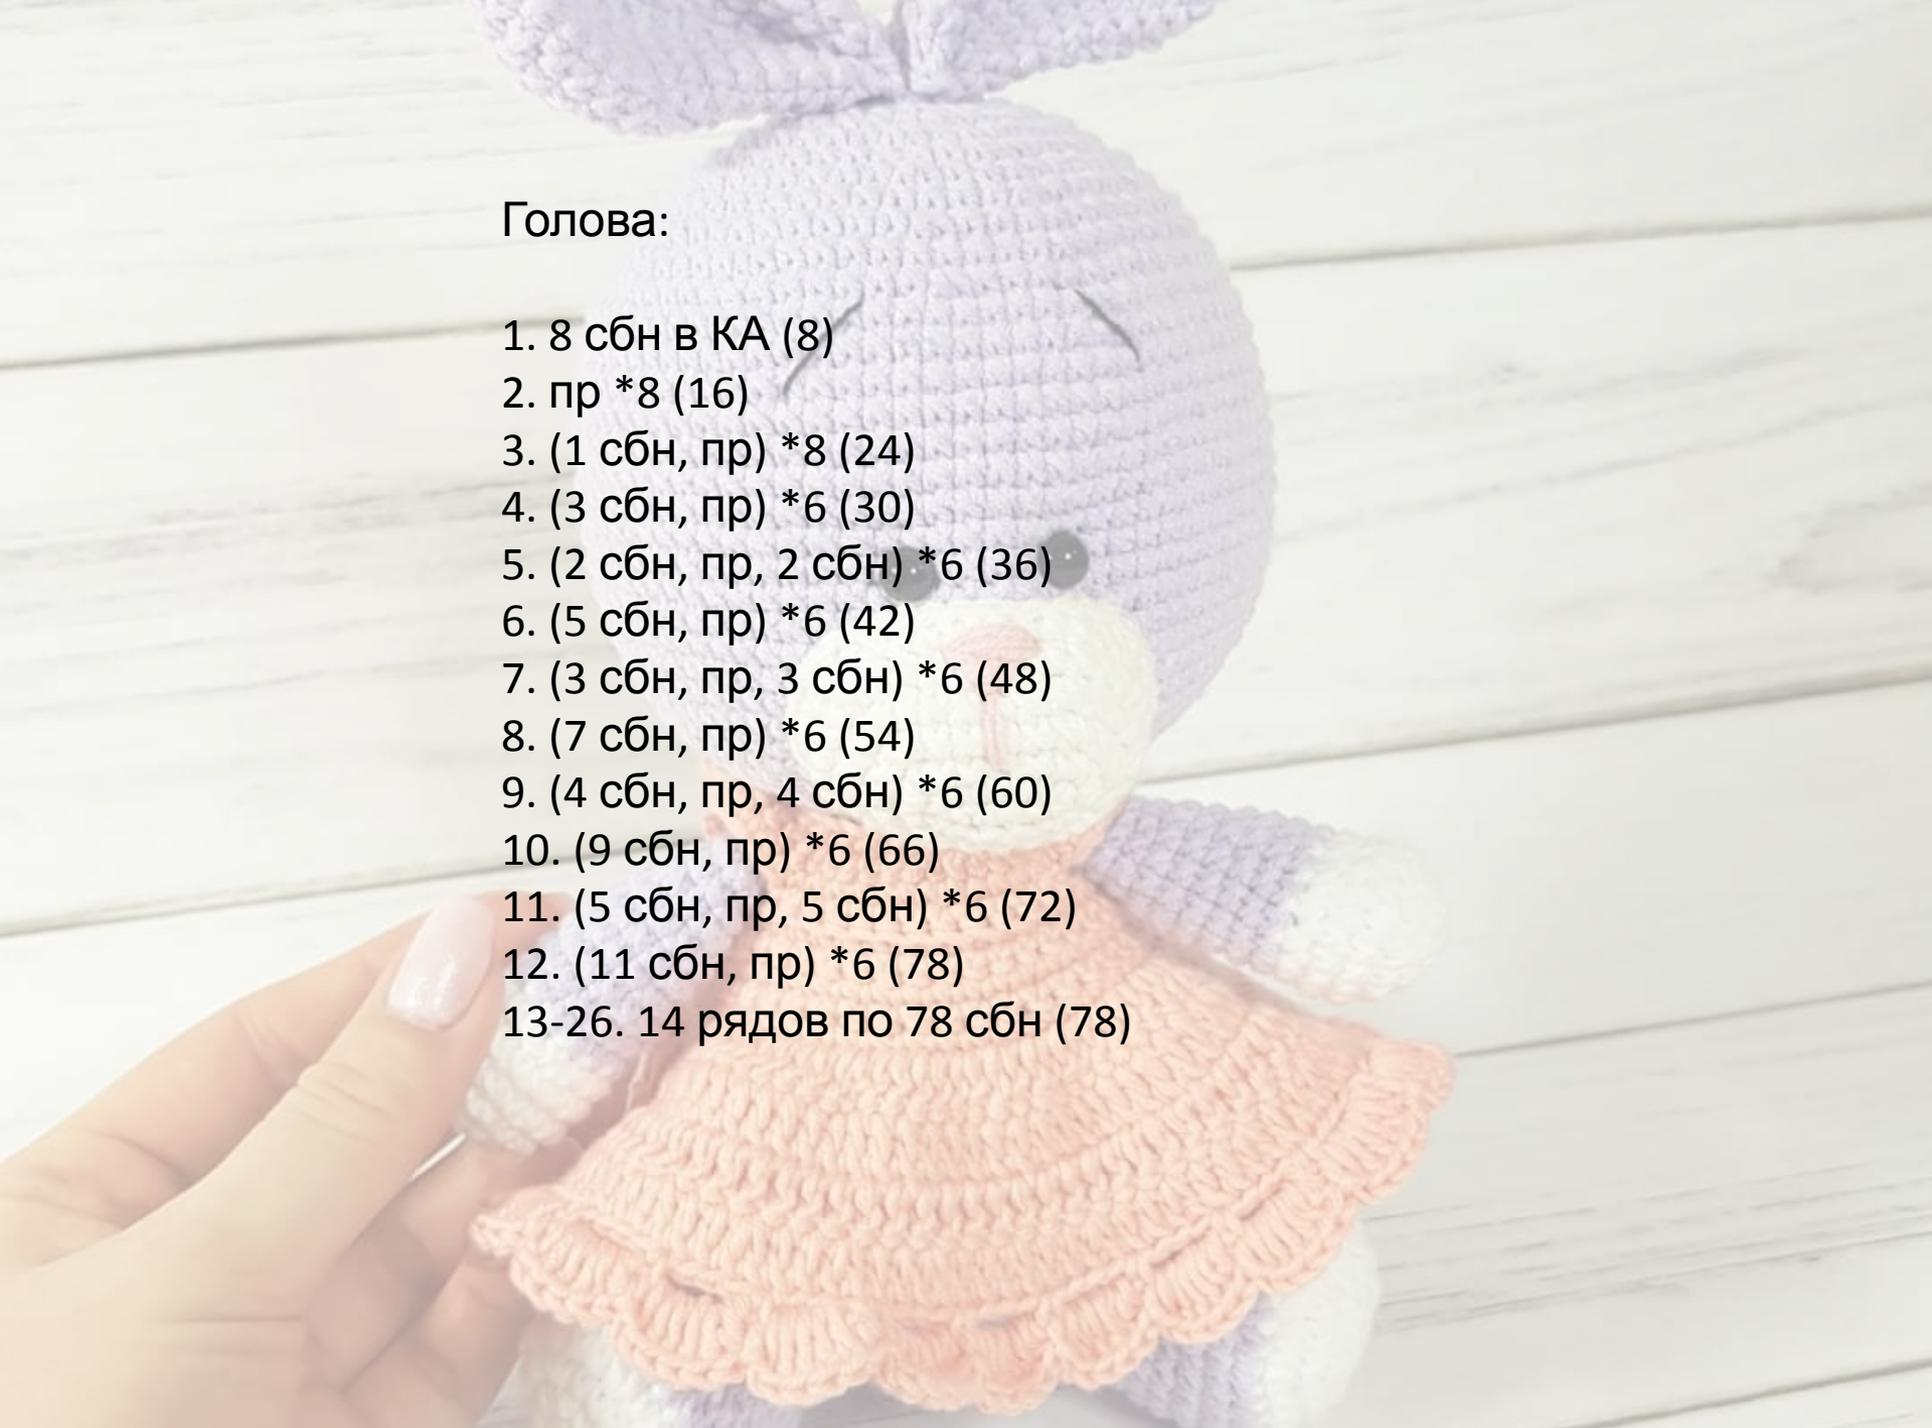 Голова:
1. 8 сбн в КА (8)
2. пр *8 (16)
3. (1 сбн, пр) *8 (24)
4. (3 сбн, пр) *6 (30)
5. (2 сбн, пр, 2 сбн) *6 (36)
6. (5 сбн, пр) *6 (42)
7. (3 сбн, пр, 3 сбн) *6 (48)
8. (7 сбн, пр) *6 (54)
9. (4 сбн, пр, 4 сбн) *6 (60)
10. (9 сбн, пр) *6 (66)
11. (5 сбн, пр, 5 сбн) *6 (72)
12. (11 сбн, пр) *6 (78)
13-26. 14 рядов по 78 сбн (78)